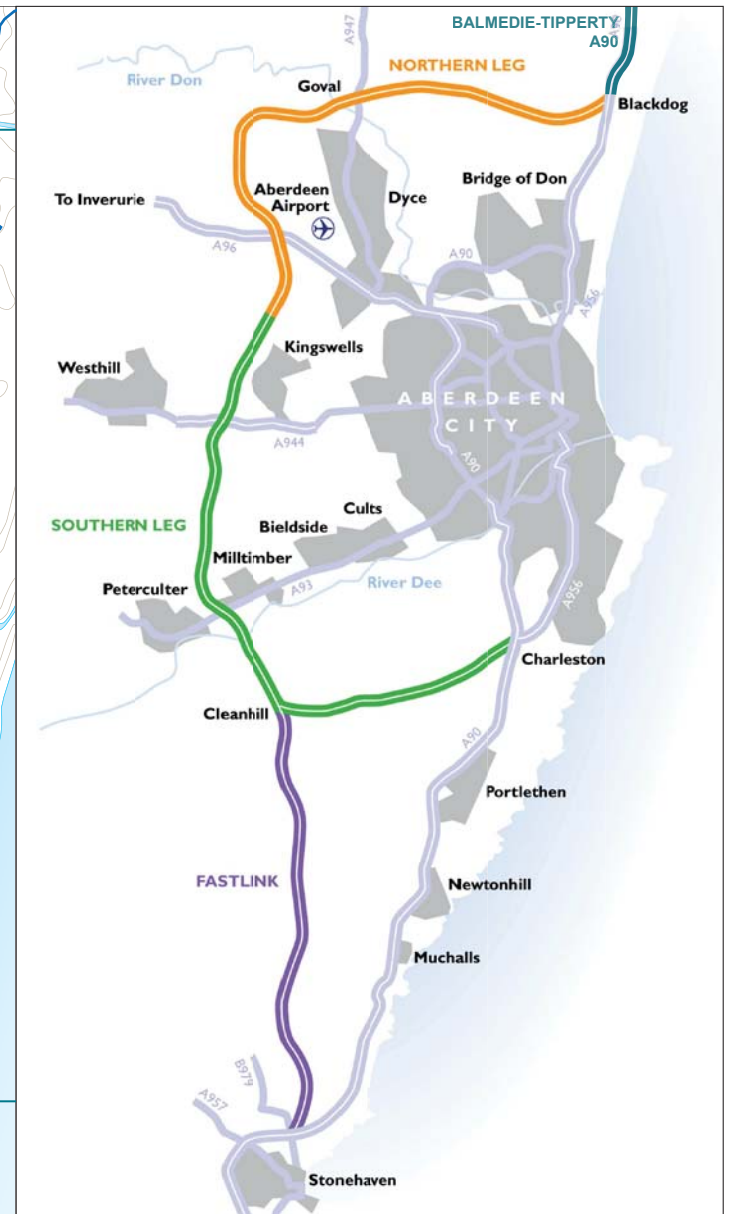 A947
BALMEDIE-TIPPERTY
A90
NORTHERN LEG
River Don
Goval
Blackdog
Bridge of Don
Aberdeen
Airport
Dyce
To Inverurie
A96
A90
A956
Kingswells
Westhill
ABERDEEN
CITY
A944
A90
SOUTHERN LEG
Cults
Bieldside
Milltimber
Peterculter
A93
River Dee
A956
Charleston
Cleanhill
A90
Portlethen
FASTLINK
Newtonhill
Muchalls
B979
A957
Stonehaven